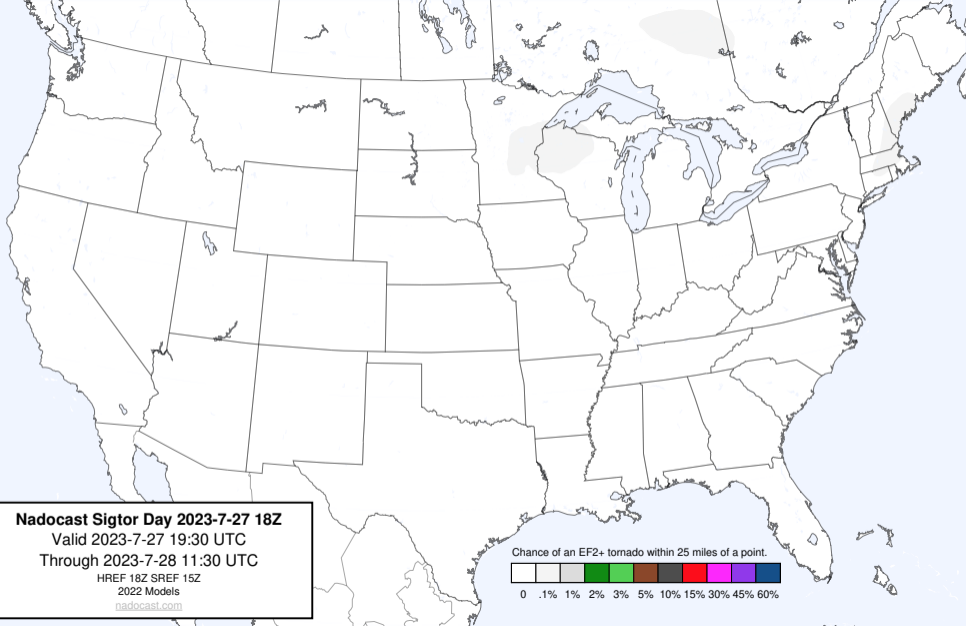 Nadocast Sigtor Day 2023-7-27 18Z
Valid 2023-7-27 19:30 UTC
Through 2023-7-28 11:30 UTC
HREF 18Z SREF 15Z
2022 Models
nadocast.com
Chance of an EF2+ tornado within 25 miles of a point.
0 .1% 1% 2% 3% 5% 10% 15% 30% 45% 60%